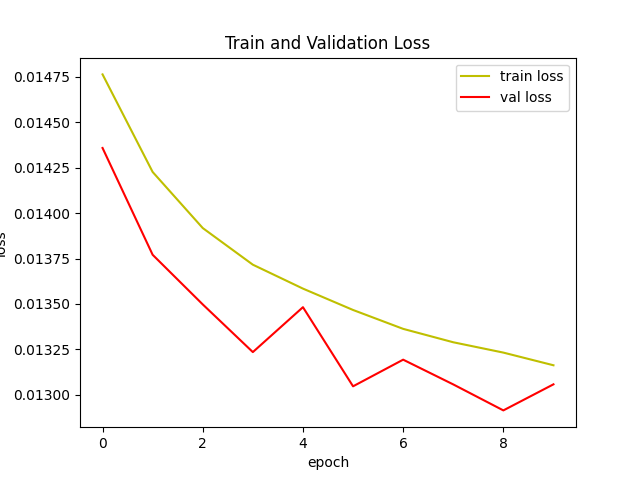 Train and Validation Loss
train loss
val loss
0.01475
0.01450
0.01425
0.01400
0.01375
0.01350
0.01325
0.01300
loss
0 2 4 6 8
epoch